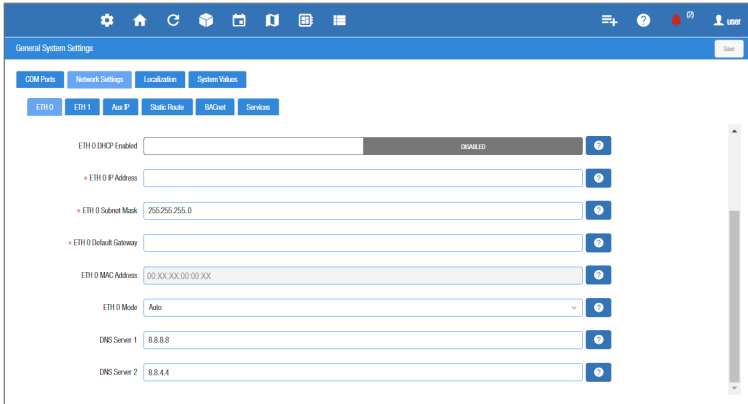 (7) user
General System Settings Save
COM Ports Network Settings Localization System Values
ETH 0 ETH 1 Aux IP Static Route BACnet Services
ETH 0 DHCP Enabled DISABLED
* ETH 0 IP Address
* ETH 0 Subnet Mask 255.255.255.0
* ETH 0 Default Gateway
ETH 0 MAC Address 00:XX:XX:00:00:XX
ETH 0 Mode Auto
DNS Server 1 8.8.8.8
DNS Server 2 8.8.4.4